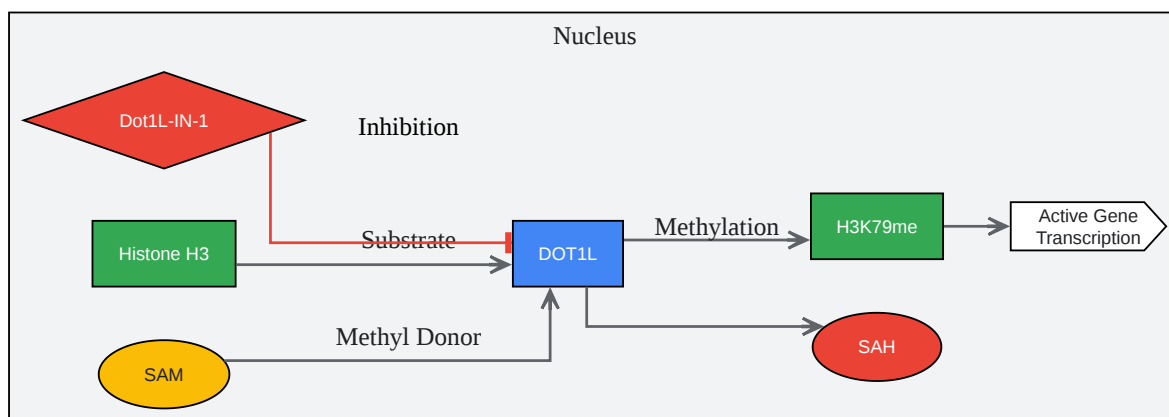 Nucleus
Dot1L-IN-1
Inhibition
Histone H3
Substrate
DOT1L
Methylation
H3K79me
Active Gene
Transcription
SAM
Methyl Donor
SAH